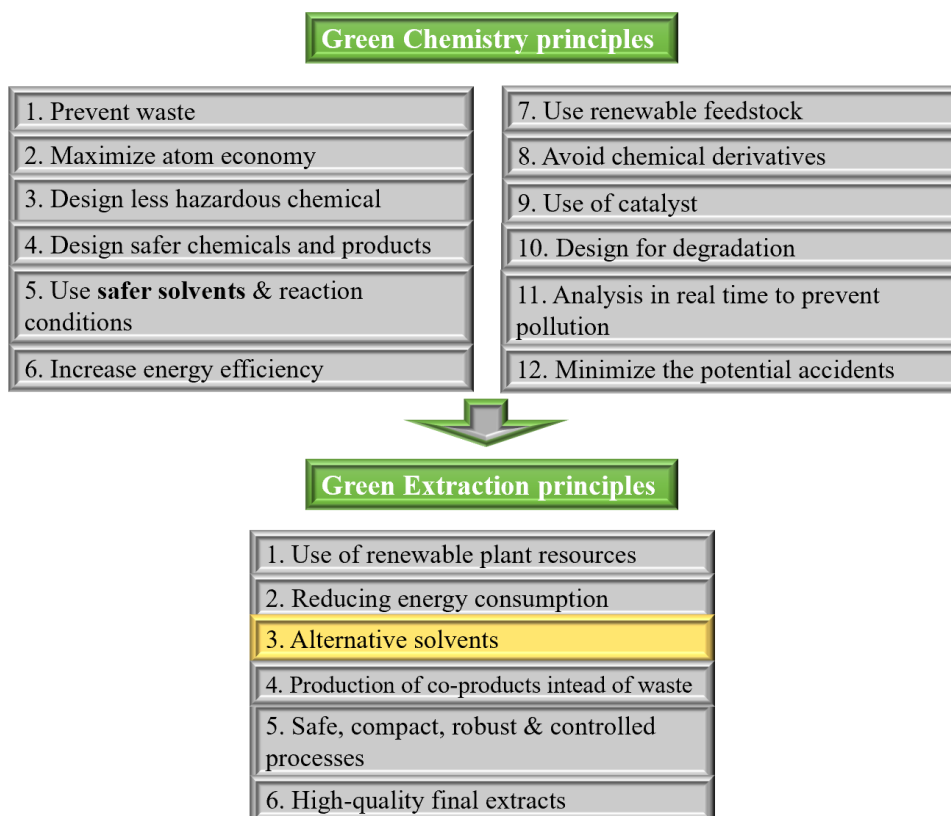 Green Chemistry principles
1. Prevent waste
2. Maximize atom economy
3. Design less hazardous chemical
4. Design safer chemicals and products
5. Use safer solvents & reaction
conditions
6. Increase energy efficiency
7. Use renewable feedstock
8. Avoid chemical derivatives
9. Use of catalyst
10. Design for degradation
11. Analysis in real time to prevent
pollution
12. Minimize the potential accidents
Green Extraction principles
1. Use of renewable plant resources
2. Reducing energy consumption
3. Alternative solvents
4. Production of co-products intead of waste
5. Safe, compact, robust & controlled
processes
6. High-quality final extracts